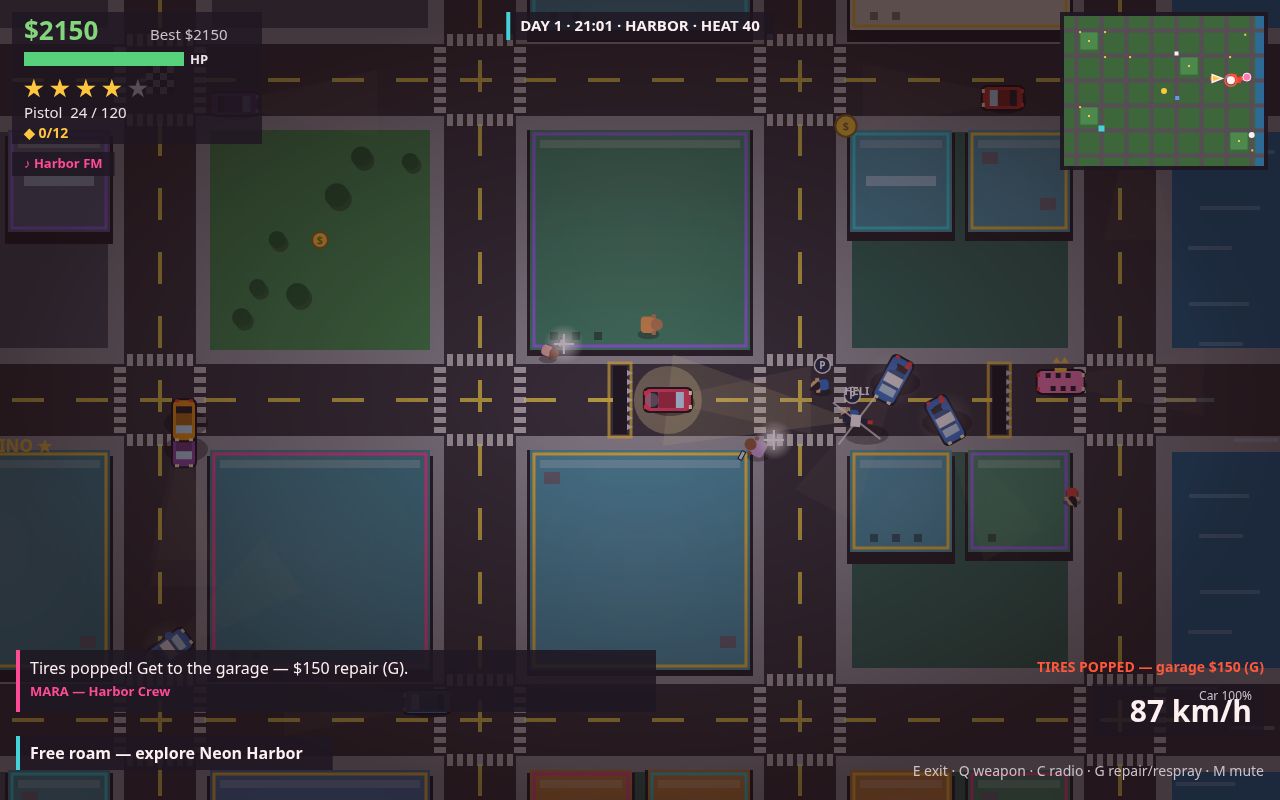 $2150
Best $2150
HP
★★★★★
Pistol 24 / 120
◆ 0/12
♪ Harbor FM
DAY 1 · 21:01 · HARBOR · HEAT 40
$
$
P
P
HELI
INO ★
Tires popped! Get to the garage — $150 repair (G).
MARA — Harbor Crew
Free roam — explore Neon Harbor
TIRES POPPED — garage $150 (G)
Car 100%
87 km/h
E exit · Q weapon · C radio · G repair/respray · M mute